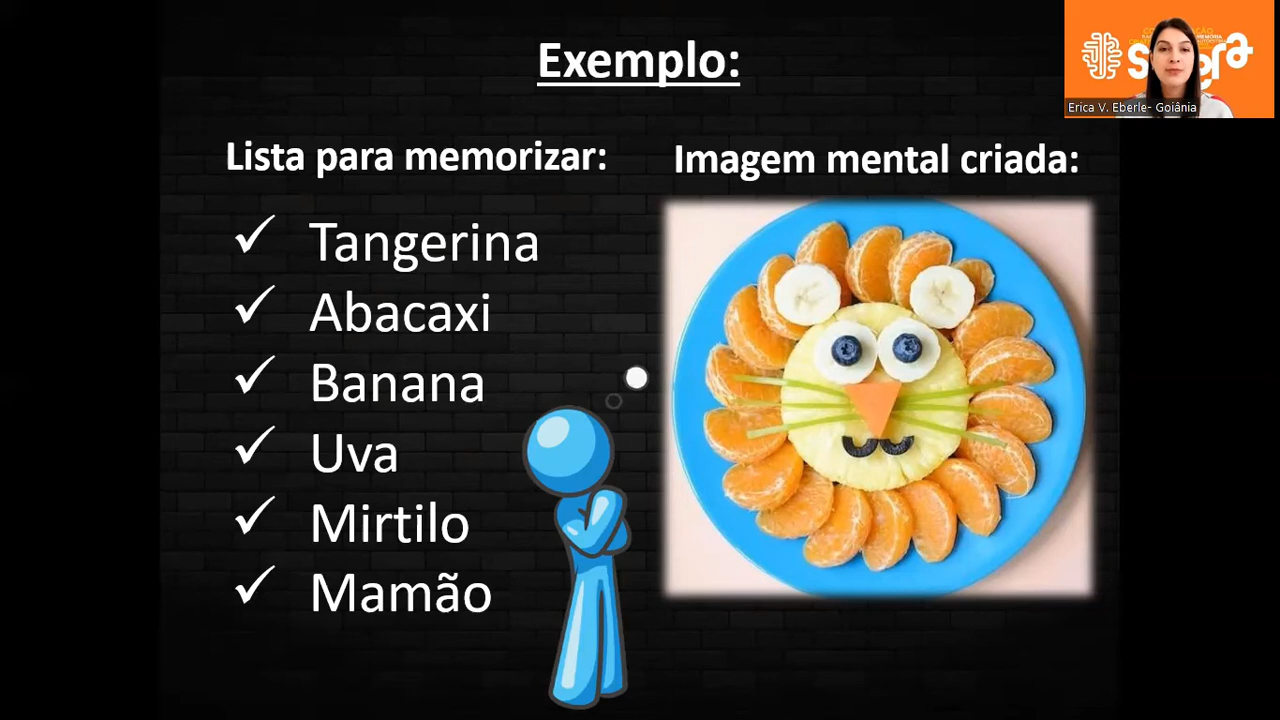 Exemplo:
Lista para memorizar:
Imagem mental criada:
✓ Tangerina
✓ Abacaxi
✓ Banana
✓ Uva
✓ Mirtilo
✓ Mamão
Erica V. Eberle- Goiânia